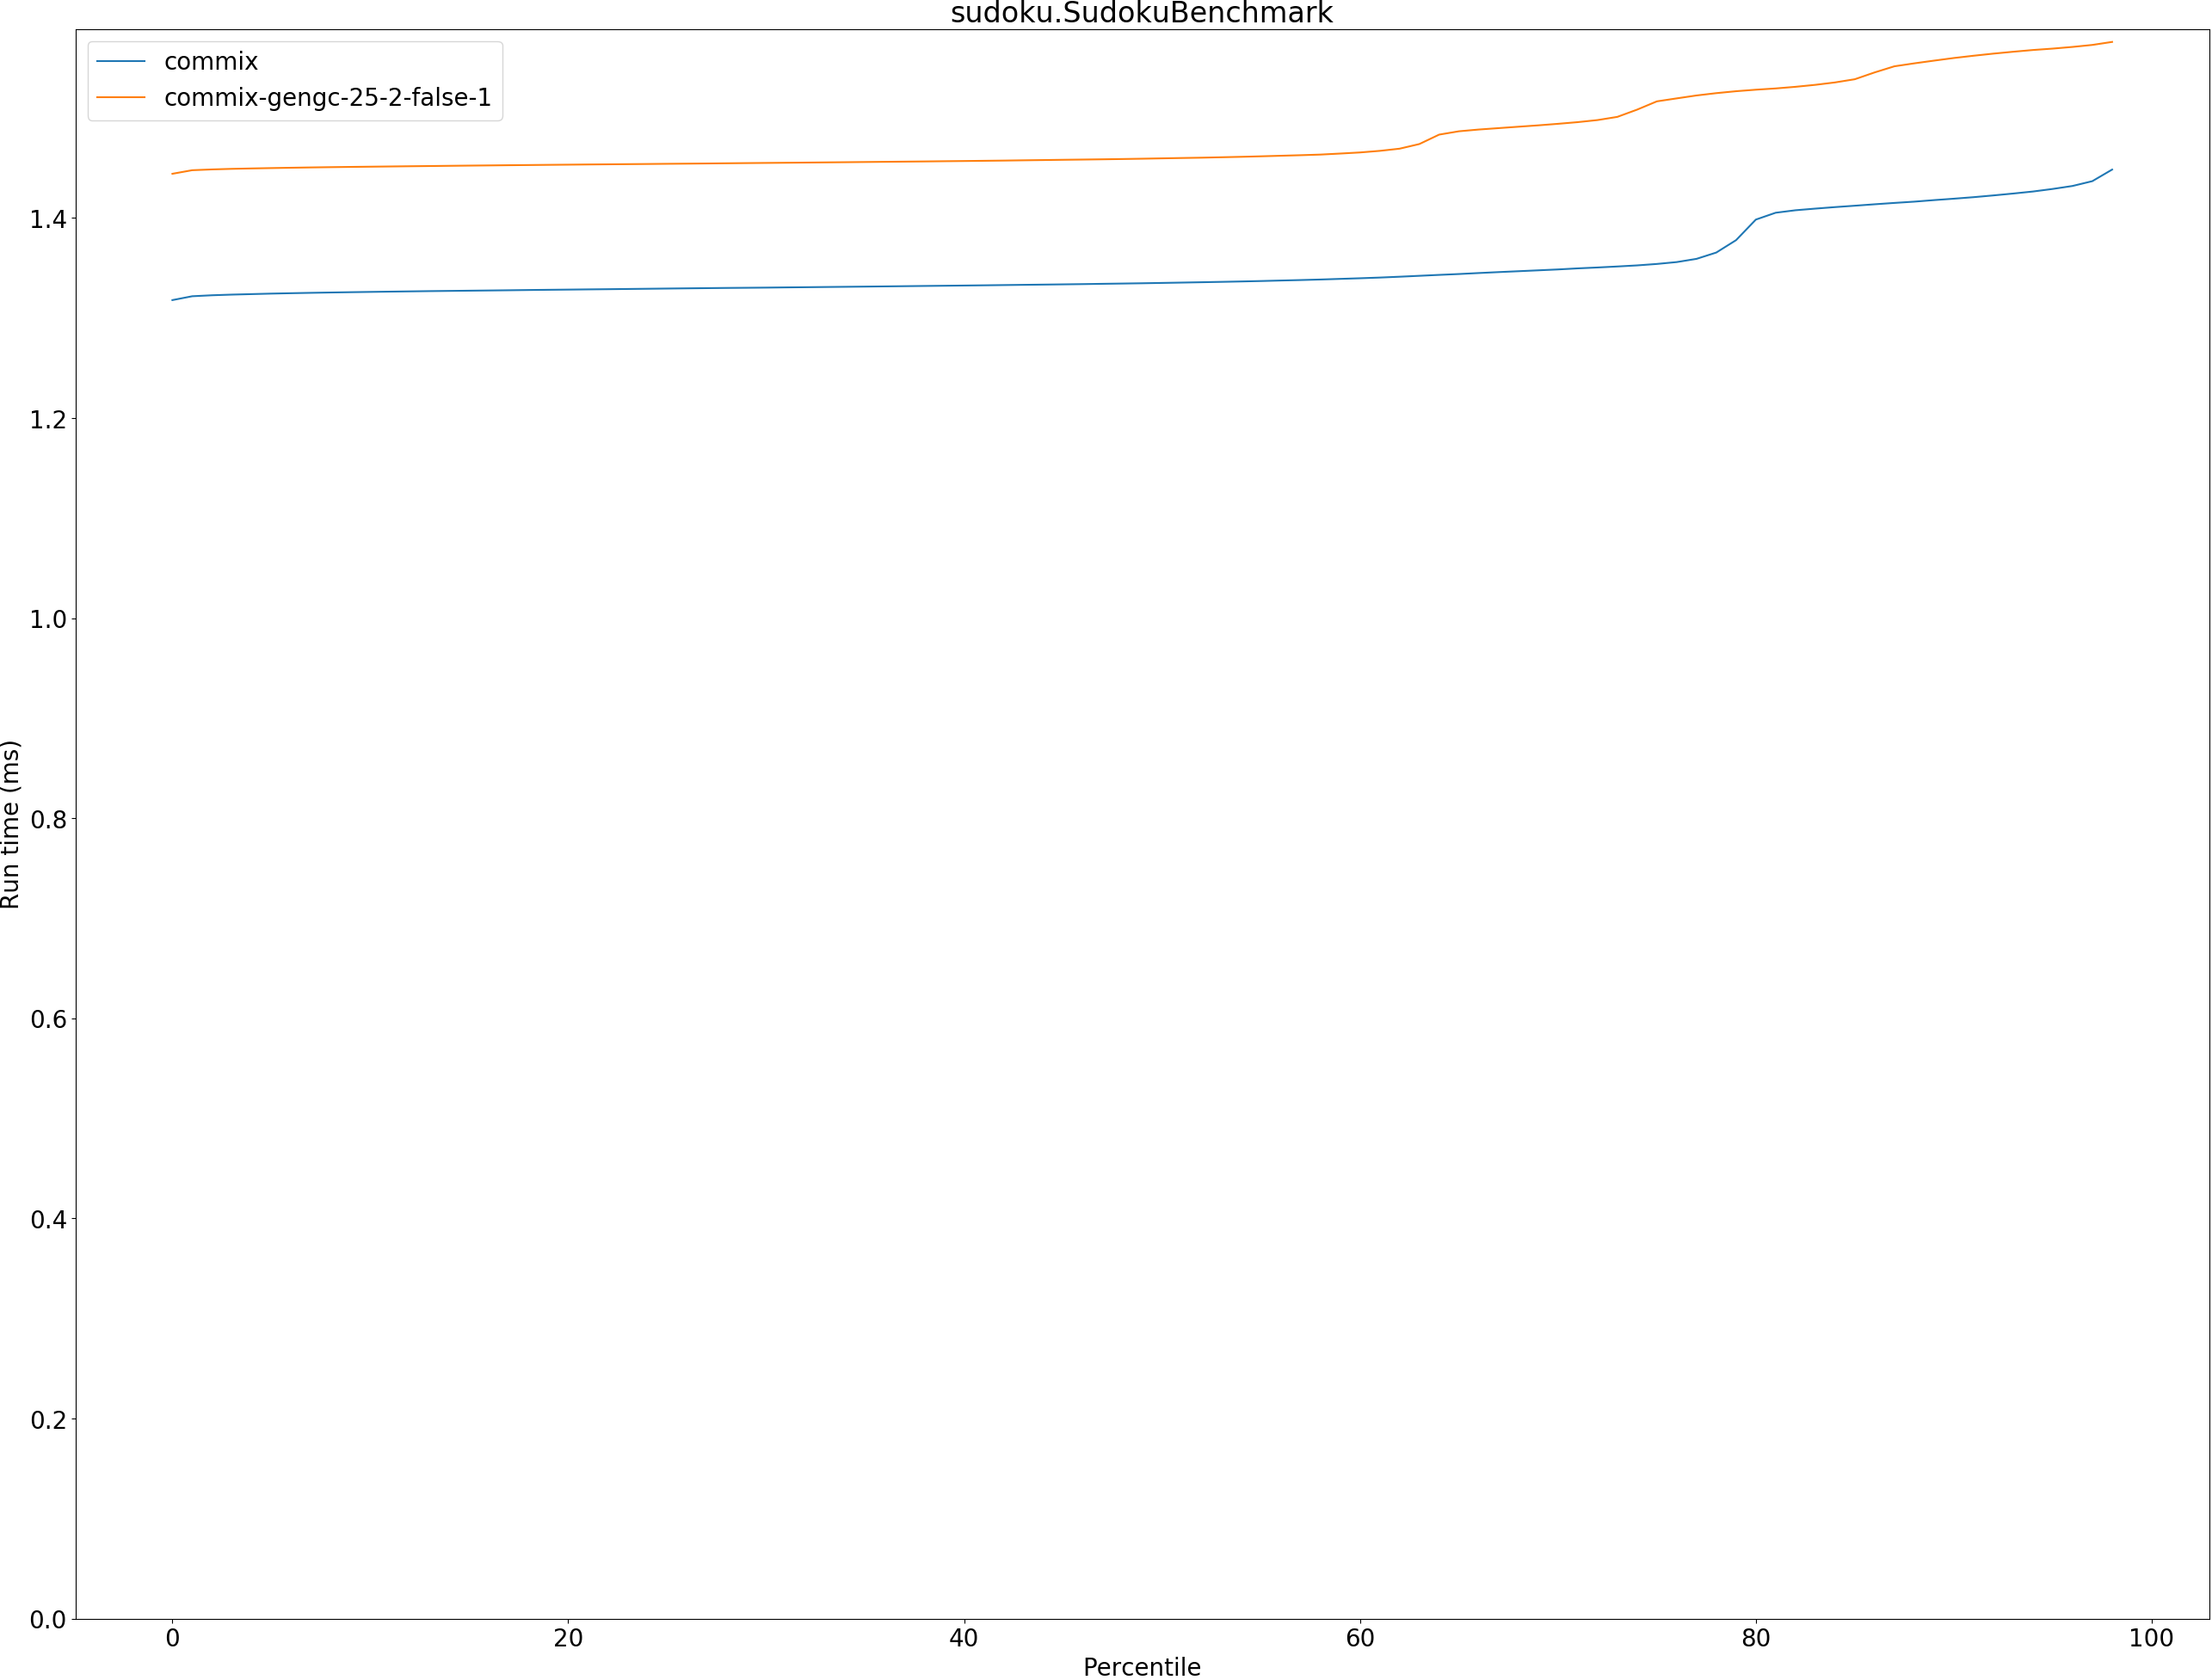 sudoku.SudokuBenchmark
commix
commix-gengc-25-2-false-1
Run time (ms)
1.4
1.2
1.0
0.8
0.6
0.4
0.2
0.0
0 20 40 60 80 100
Percentile